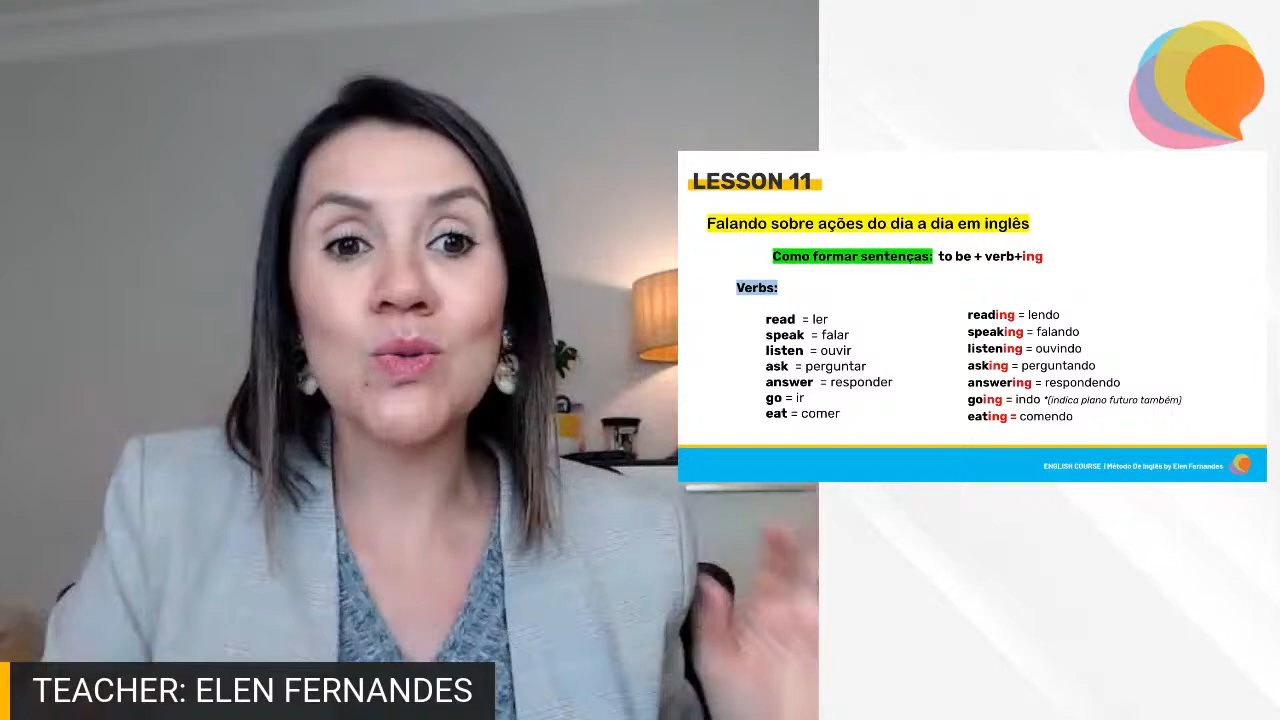 LESSON 11
Falando sobre ações do dia a dia em inglês
Como formar sentenças: to be + verb+ing
Verbs:
read = ler
speak = falar
listen = ouvir
ask = perguntar
answer = responder
go = ir
eat = comer
reading = lendo
speaking = falando
listening = ouvindo
asking = perguntando
answering = respondendo
going = indo *(indica plano futuro também)
eating = comendo
ENGLISH COURSE | Método De Inglês by Elen Fernandes
TEACHER: ELEN FERNANDES